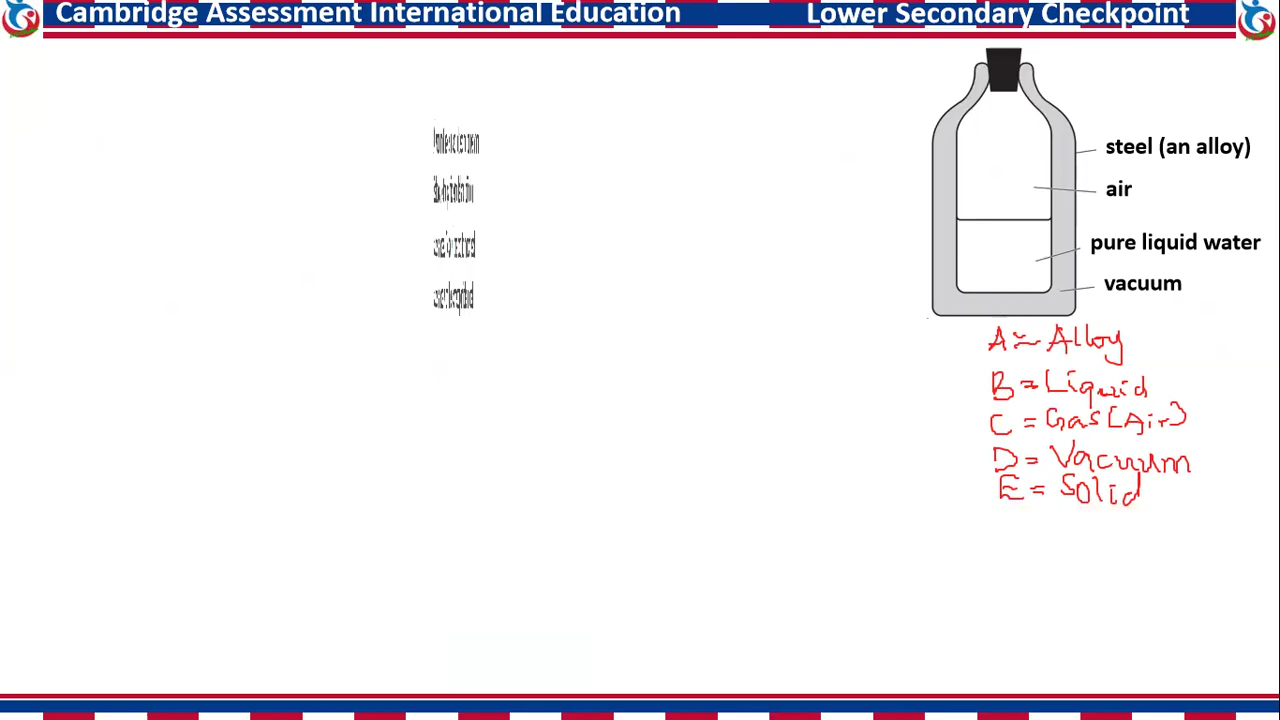 Cambridge Assessment International Education
Lower Secondary Checkpoint
steel (an alloy)
air
pure liquid water
vacuum
A = Alloy
B = Liquid
C = Gas (Air)
D = Vacuum
E = Solid